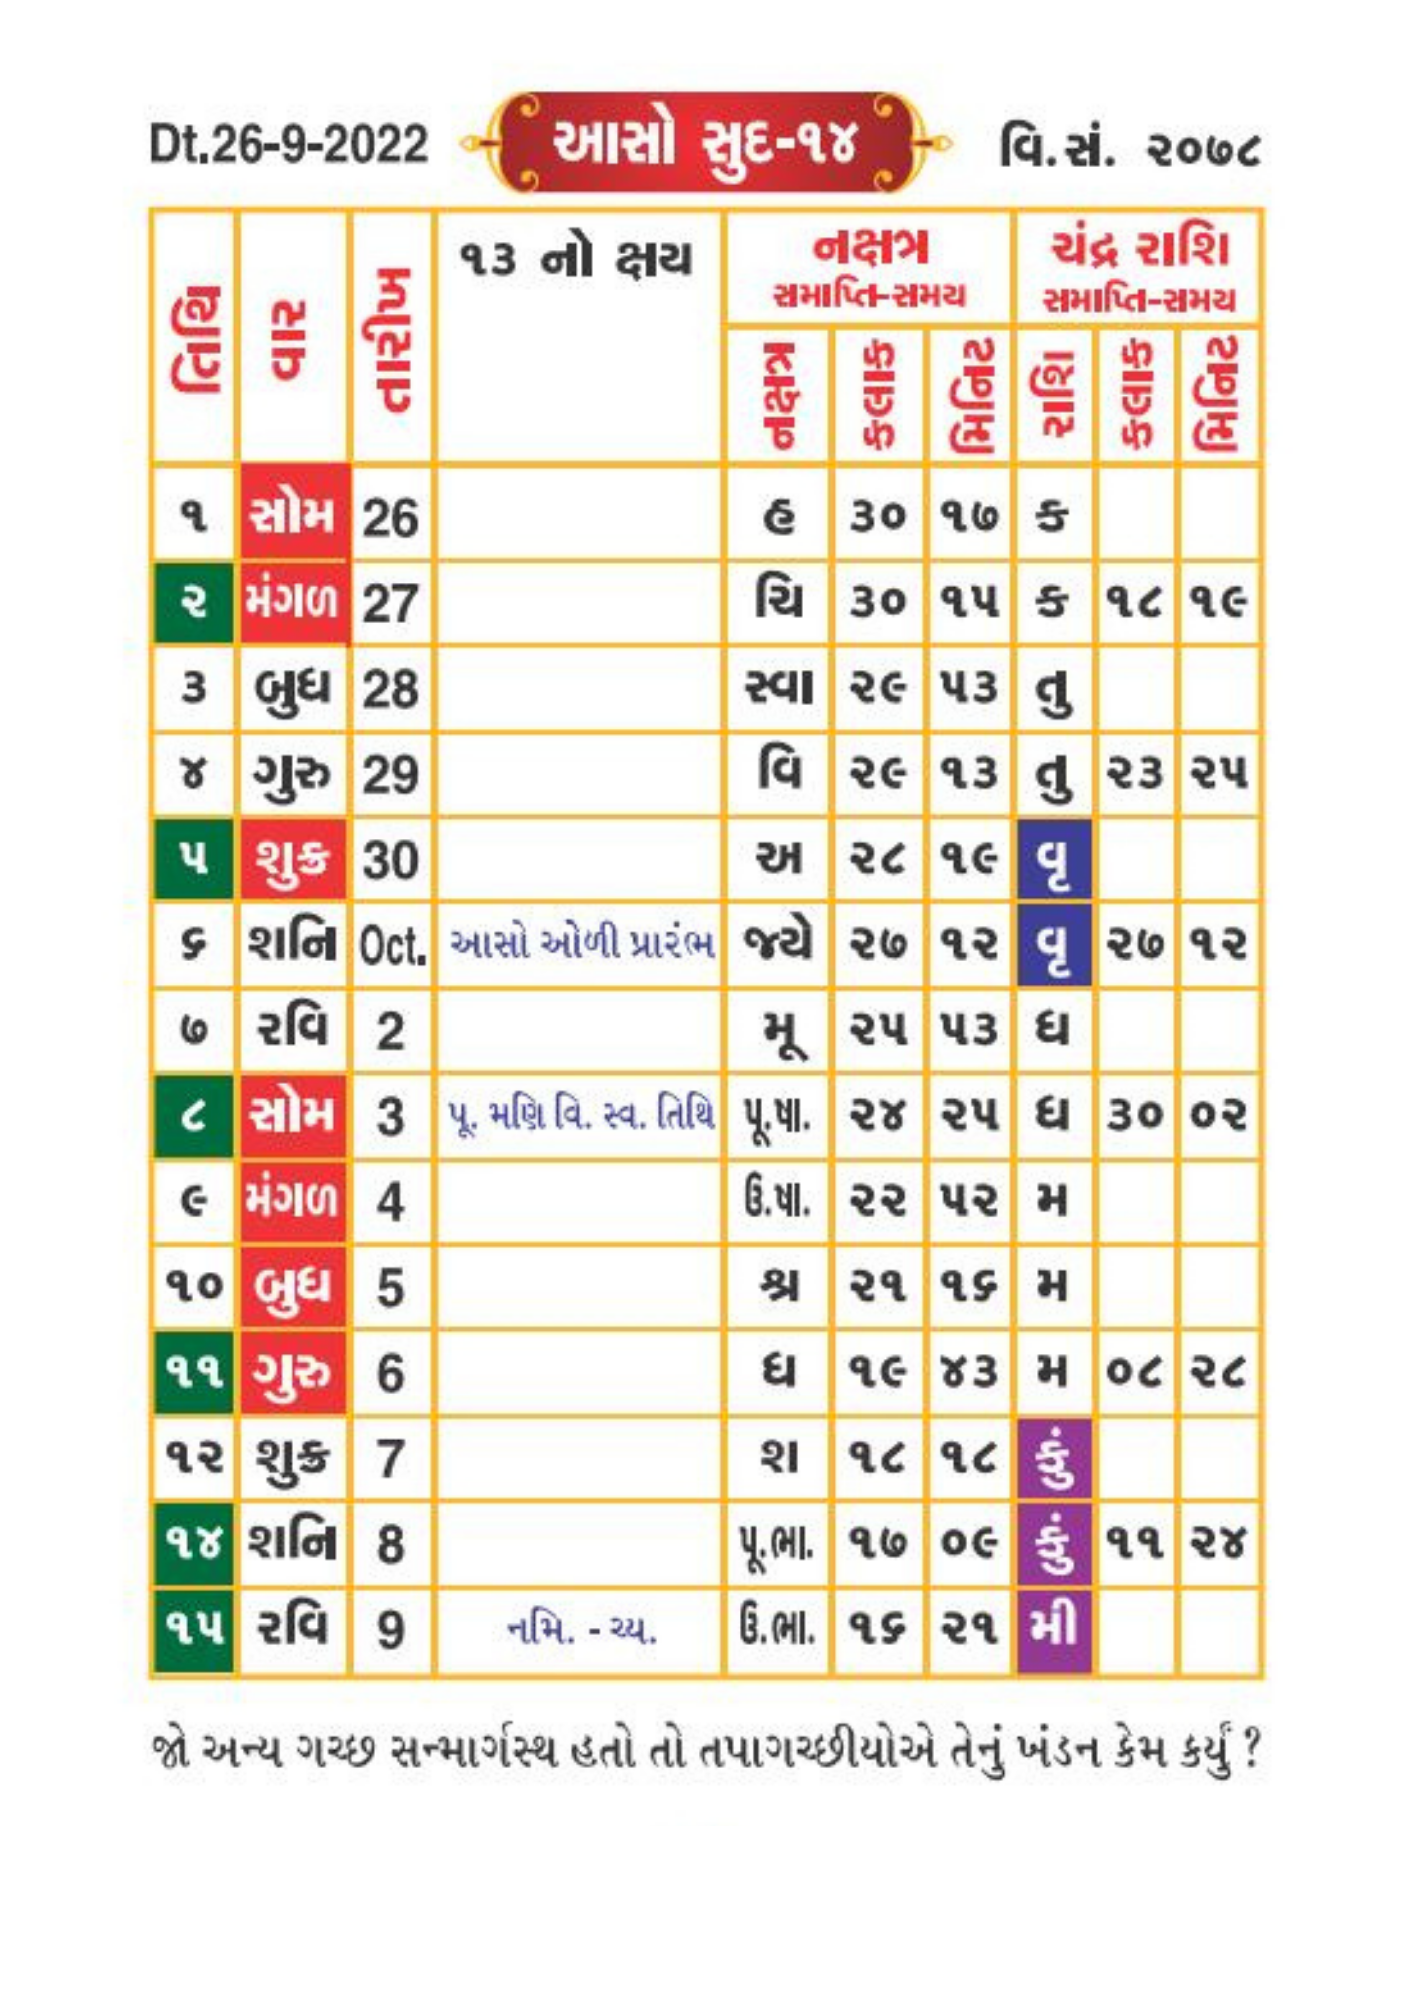 Dt.26-9-2022 આસો સુદ-૧૪ વિ.સં. ૨૦૭૮
તિથિ વાર તારીખ ૧૩ નો ક્ષય નક્ષત્ર સમાપ્તિ-સમય ચંદ્ર રાશિ સમાપ્તિ-સમય
નક્ષત્ર કલાક મિનિટ રાશિ કલાક મિનિટ
૧ સોમ 26 હ ૩૦ ૧૭ ક
૨ મંગળ 27 ચિ ૩૦ ૧૫ ક ૧૮ ૧૯
૩ બુધ 28 સ્વા ૨૯ ૫૩ તુ
૪ ગુરુ 29 વિ ૨૯ ૧૩ તુ ૨૩ ૨૫
૫ શુક્ર 30 અ ૨૮ ૧૯ વૃ
૬ શનિ Oct. આસો ઓળી પ્રારંભ જ્યે ૨૭ ૧૨ વૃ ૨૭ ૧૨
૭ રવિ 2 મૂ ૨૫ ૫૩ ધ
૮ સોમ 3 પૂ. મણિ વિ. સ્વ. તિથિ પૂ.ષા. ૨૪ ૨૫ ધ ૩૦ ૦૨
૯ મંગળ 4 ઉ.ષા. ૨૨ ૫૨ મ
૧૦ બુધ 5 શ્ર ૨૧ ૧૬ મ
૧૧ ગુરુ 6 ધ ૧૯ ૪૩ મ ૦૮ ૨૮
૧૨ શુક્ર 7 શ ૧૮ ૧૮ કું
૧૪ શનિ 8 પૂ.ભા. ૧૭ ૦૯ કું ૧૧ ૨૪
૧૫ રવિ 9 નમિ. - ચ્ય. ઉ.ભા. ૧૬ ૨૧ મી
જો અન્ય ગચ્છ સન્માર્ગસ્થ હતો તો તપાગચ્છીયોએ તેનું ખંડન કેમ કર્યું ?